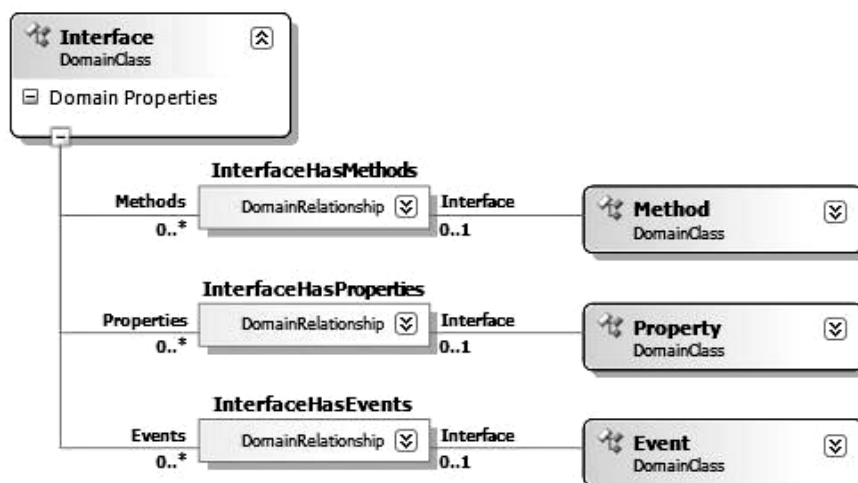 Interface
DomainClass
Domain Properties
InterfaceHasMethods
Methods DomainRelationship Interface Method
0..* 0..1 DomainClass
InterfaceHasProperties
Properties DomainRelationship Interface Property
0..* 0..1 DomainClass
InterfaceHasEvents
Events DomainRelationship Interface Event
0..* 0..1 DomainClass